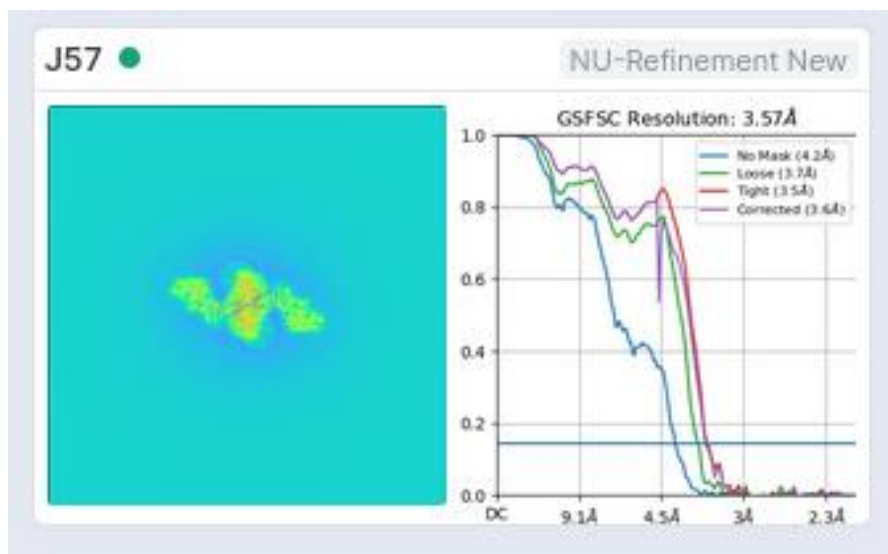 J57
NU-Refinement New
GSFSC Resolution: 3.57Å
1.0
0.8
0.6
0.4
0.2
0.0
No Mask (4.2Å)
Loose (3.7Å)
Tight (3.5Å)
Corrected (3.6Å)
DC 9.1Å 4.5Å 3Å 2.3Å